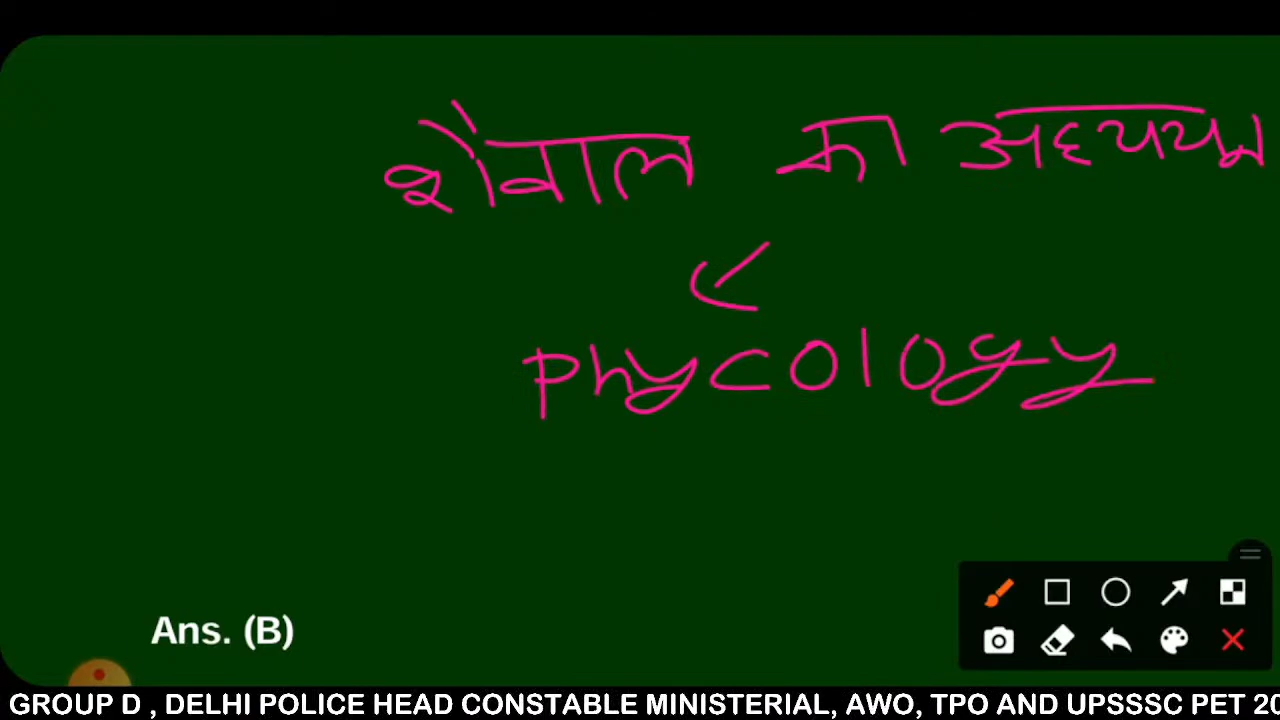 शैवाल का अध्ययन
Phycology
Ans. (B)
GROUP D , DELHI POLICE HEAD CONSTABLE MINISTERIAL, AWO, TPO AND UPSSSC PET 20